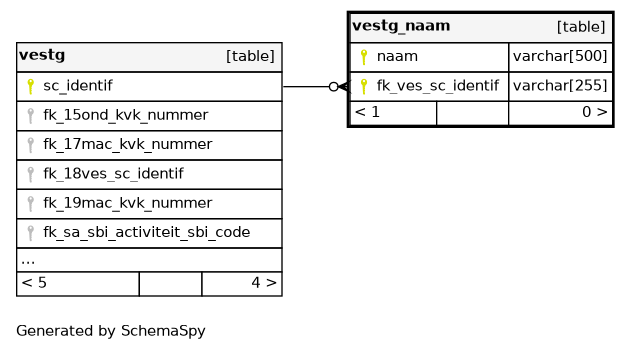 vestg [table]
sc_identif
fk_15ond_kvk_nummer
fk_17mac_kvk_nummer
fk_18ves_sc_identif
fk_19mac_kvk_nummer
fk_sa_sbi_activiteit_sbi_code
...
< 5 4 >
vestg_naam [table]
naam varchar[500]
fk_ves_sc_identif varchar[255]
< 1 0 >
Generated by SchemaSpy